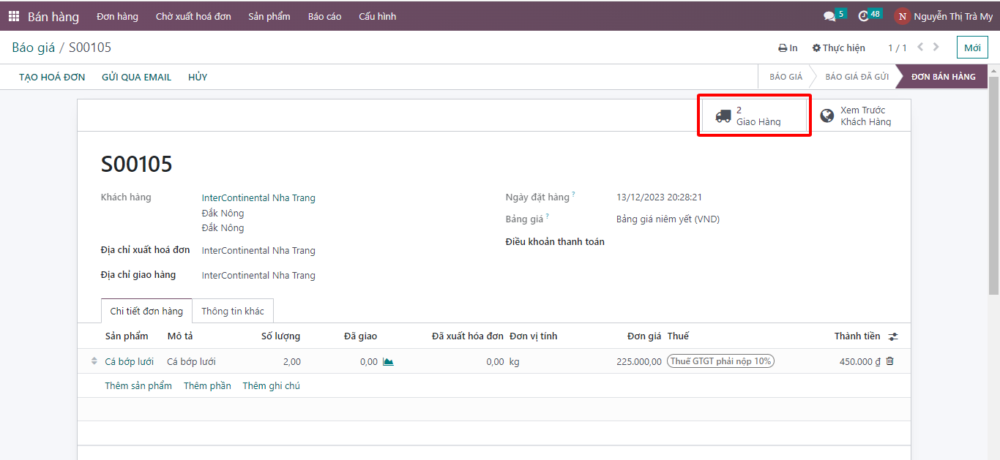 Bán hàng Đơn hàng Chờ xuất hoá đơn Sản phẩm Báo cáo Cấu hình 5 48 N Nguyễn Thị Trà My
Báo giá / S00105 In Thực hiện 1 / 1 Mới
TẠO HOÁ ĐƠN GỬI QUA EMAIL HỦY BÁO GIÁ BÁO GIÁ ĐÃ GỬI ĐƠN BÁN HÀNG
2
Giao Hàng
Xem Trước
Khách Hàng
S00105
Khách hàng InterContinental Nha Trang
Đắk Nông
Đắk Nông
Địa chỉ xuất hoá đơn InterContinental Nha Trang
Địa chỉ giao hàng InterContinental Nha Trang
Ngày đặt hàng ? 13/12/2023 20:28:21
Bảng giá ? Bảng giá niêm yết (VND)
Điều khoản thanh toán
Chi tiết đơn hàng Thông tin khác
Sản phẩm Mô tả Số lượng Đã giao Đã xuất hóa đơn Đơn vị tính Đơn giá Thuế Thành tiền
Cá bớp lưới Cá bớp lưới 2,00 0,00 0,00 kg 225.000,00 Thuế GTGT phải nộp 10% 450.000 ₫
Thêm sản phẩm Thêm phần Thêm ghi chú